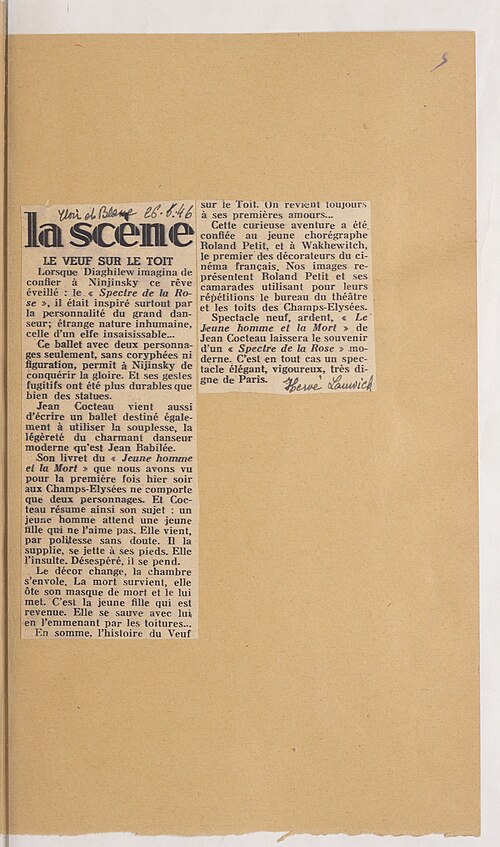 5
Noir et Blanc 26-6.46
la scène
LE VEUF SUR LE TOIT
Lorsque Diaghilew imagina de
confier à Ninjinsky ce rêve
éveillé : le « Spectre de la Ro-
se », il était inspiré surtout par
la personnalité du grand dan-
seur; étrange nature inhumaine,
celle d'un elfe insaisissable...
Ce ballet avec deux personna-
ges seulement, sans coryphées ni
figuration, permit à Nijinsky de
conquérir la gloire. Et ses gestes
fugitifs ont été plus durables que
bien des statues.
Jean Cocteau vient aussi
d'écrire un ballet destiné égale-
ment à utiliser la souplesse, la
légèreté du charmant danseur
moderne qu'est Jean Babilée.
Son livret du « Jeune homme
et la Mort » que nous avons vu
pour la première fois hier soir
aux Champs-Elysées ne comporte
que deux personnages. Et Coc-
teau résume ainsi son sujet : un
jeune homme attend une jeune
fille qui ne l'aime pas. Elle vient,
par politesse sans doute. Il la
supplie, se jette à ses pieds. Elle
l'insulte. Désespéré, il se pend.
Le décor change, la chambre
s'envole. La mort survient, elle
ôte son masque de mort et le lui
met. C'est la jeune fille qui est
revenue. Elle se sauve avec lui
en l'emmenant par les toitures...
En somme, l'histoire du Veuf
sur le Toit. On revient toujours
à ses premières amours...
Cette curieuse aventure a été
confiée au jeune chorégraphe
Roland Petit, et à Wakhewitch,
le premier des décorateurs du ci-
néma français. Nos images re-
présentent Roland Petit et ses
camarades utilisant pour leurs
répétitions le bureau du théâtre
et les toits des Champs-Elysées.
Spectacle neuf, ardent, « Le
Jeune homme et la Mort » de
Jean Cocteau laissera le souvenir
d'un « Spectre de la Rose » mo-
derne. C'est en tout cas un spec-
tacle élégant, vigoureux, très di-
gne de Paris.
Hervé Lauwick